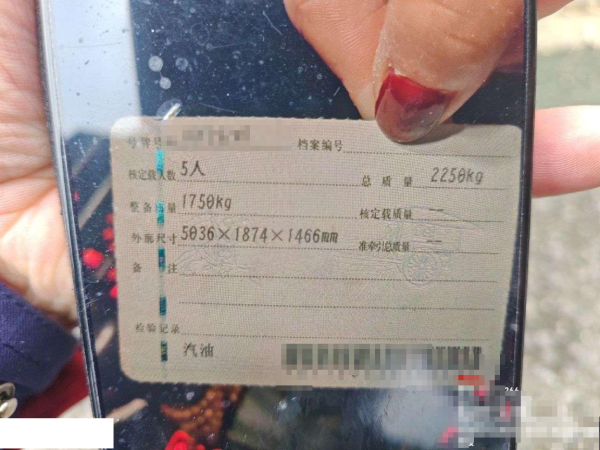 号牌号 档案编号
核定载人数 5人 总质量 2250kg
整备质量 1750kg 核定载质量 --
外廓尺寸 5036×1874×1466mm 准牵引总质量 --
备注
检验记录
汽油
266